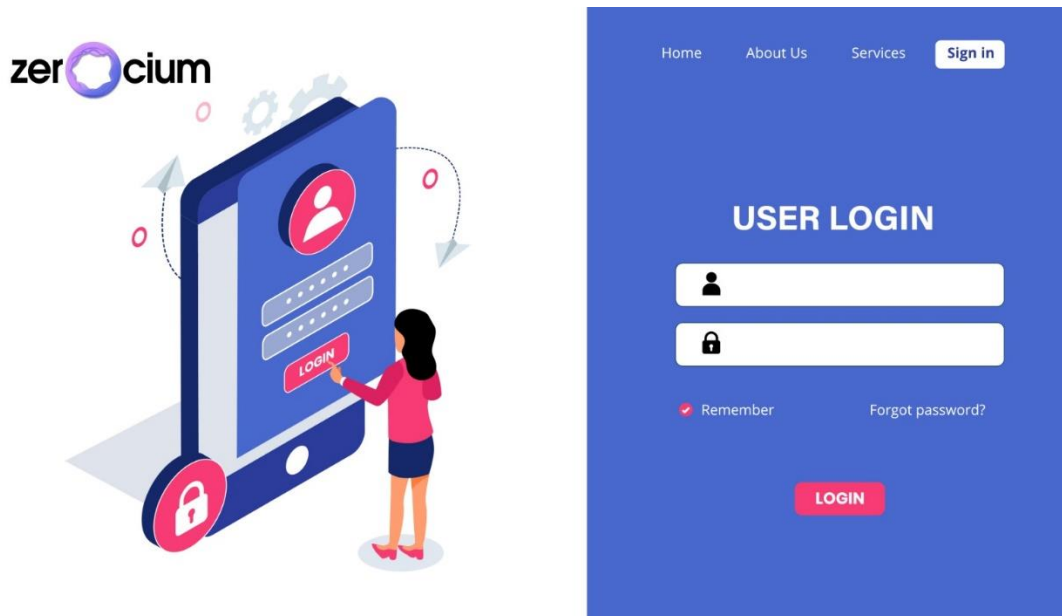 zerocium
Home About Us Services Sign in
USER LOGIN
Remember Forgot password?
LOGIN
LOGIN